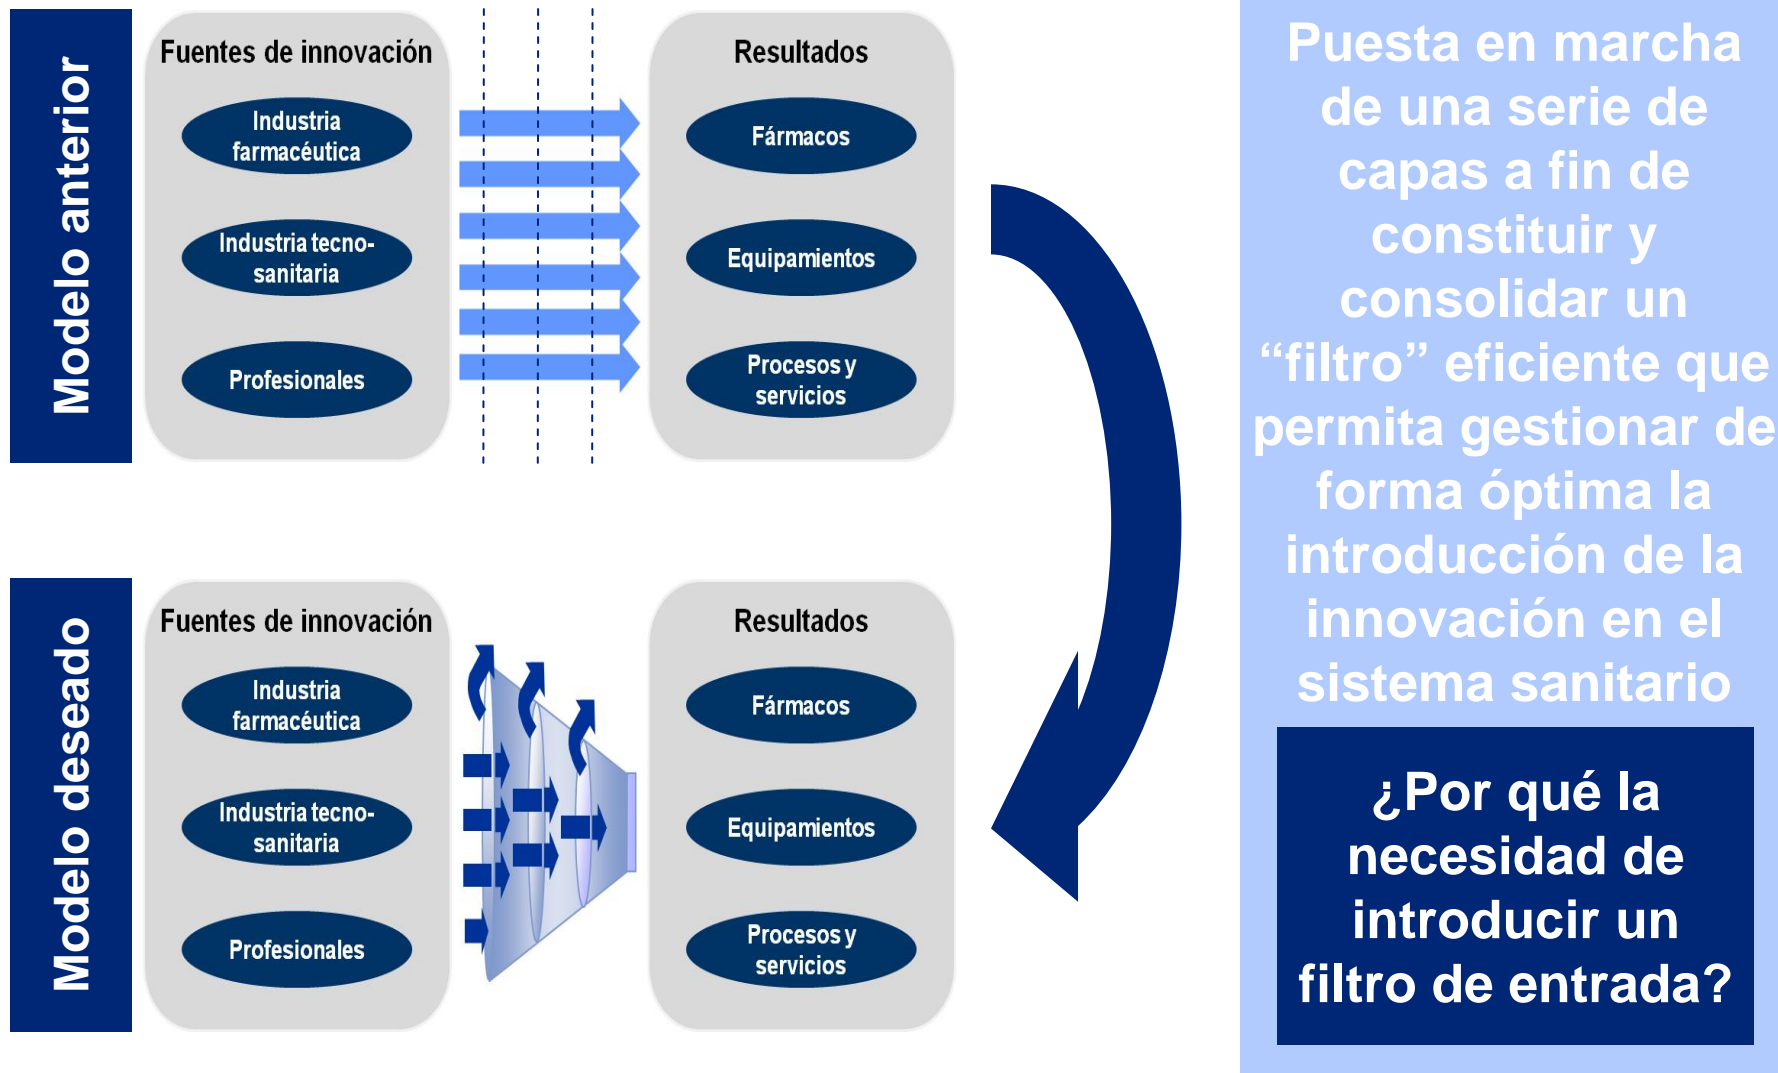 Modelo anterior
Fuentes de innovación
Industria
farmacéutica
Industria tecno-
sanitaria
Profesionales
Resultados
Fármacos
Equipamientos
Procesos y
servicios
Modelo deseado
Fuentes de innovación
Industria
farmacéutica
Industria tecno-
sanitaria
Profesionales
Resultados
Fármacos
Equipamientos
Procesos y
servicios
Puesta en marcha
de una serie de
capas a fin de
constituir y
consolidar un
“filtro” eficiente que
permita gestionar de
forma óptima la
introducción de la
innovación en el
sistema sanitario
¿Por qué la
necesidad de
introducir un
filtro de entrada?